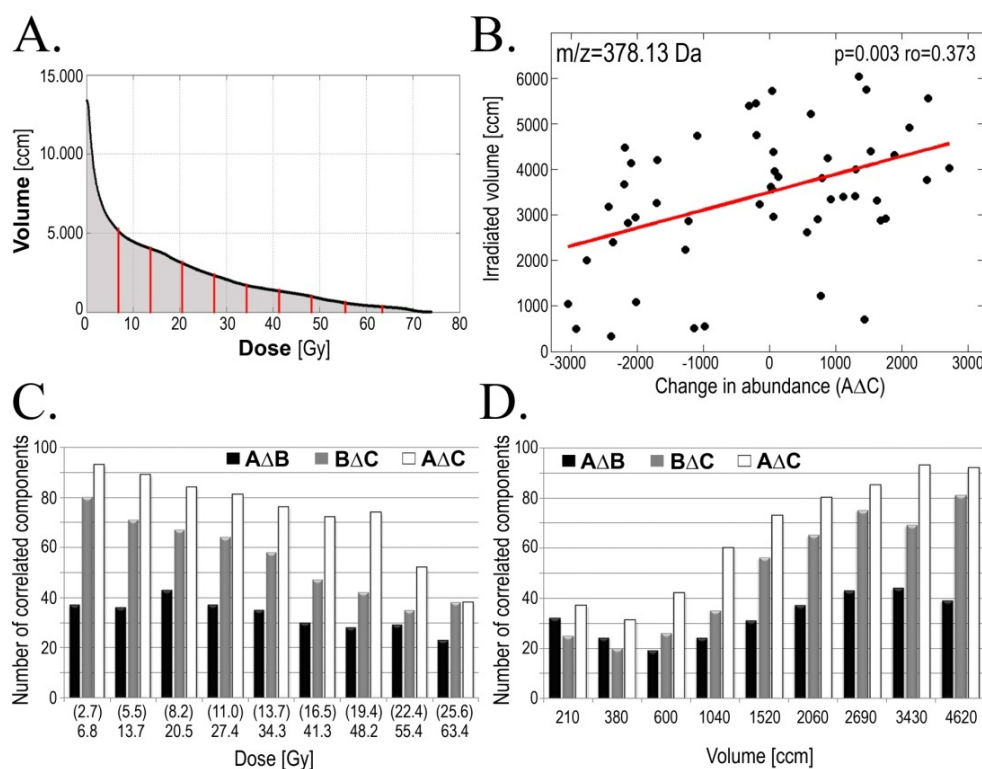 A.
15.000
10.000
5.000
0
0 10 20 30 40 50 60 70 80
Volume [ccm]
Dose [Gy]
B.
m/z=378.13 Da
p=0.003 ro=0.373
6000
5000
4000
3000
2000
1000
0
-3000 -2000 -1000 0 1000 2000 3000
Irradiated volume [ccm]
Change in abundance (AΔC)
C.
AΔB BΔC AΔC
100
80
60
40
20
0
Number of correlated components
(2.7) (5.5) (8.2) (11.0) (13.7) (16.5) (19.4) (22.4) (25.6)
6.8 13.7 20.5 27.4 34.3 41.3 48.2 55.4 63.4
Dose [Gy]
D.
AΔB BΔC AΔC
100
80
60
40
20
0
Number of correlated components
210 380 600 1040 1520 2060 2690 3430 4620
Volume [ccm]